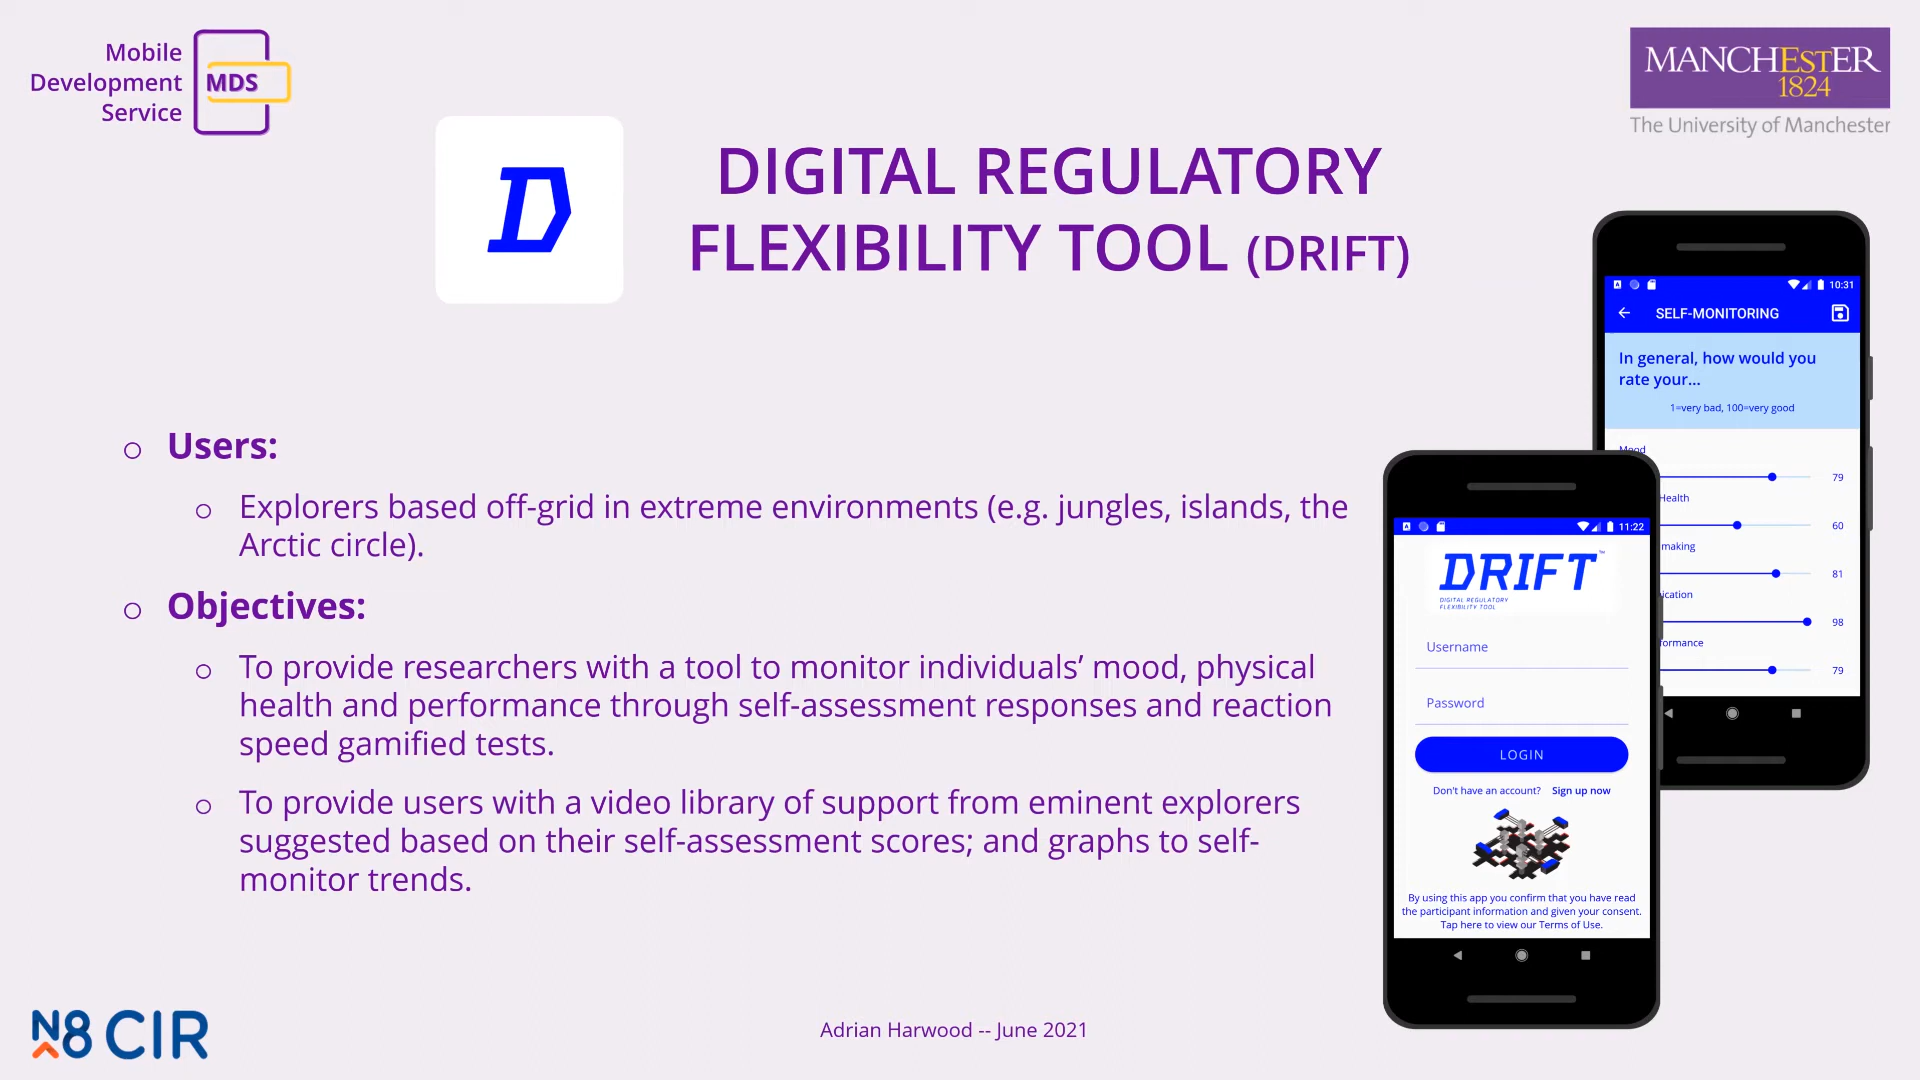 Mobile
Development
Service
MDS
MANCHESTER
1824
The University of Manchester
D
DIGITAL REGULATORY
FLEXIBILITY TOOL (DRIFT)
o Users:
o Explorers based off-grid in extreme environments (e.g. jungles, islands, the
Arctic circle).
o Objectives:
o To provide researchers with a tool to monitor individuals’ mood, physical
health and performance through self-assessment responses and reaction
speed gamified tests.
o To provide users with a video library of support from eminent explorers
suggested based on their self-assessment scores; and graphs to self-
monitor trends.
10:31
SELF-MONITORING
In general, how would you
rate your...
1=very bad, 100=very good
Mood
79
Health
60
making
81
ication
98
ormance
79
11:22
DRIFT™
DIGITAL REGULATORY
FLEXIBILITY TOOL
Username
Password
LOGIN
Don't have an account? Sign up now
By using this app you confirm that you have read
the participant information and given your consent.
Tap here to view our Terms of Use.
N8 CIR
Adrian Harwood -- June 2021